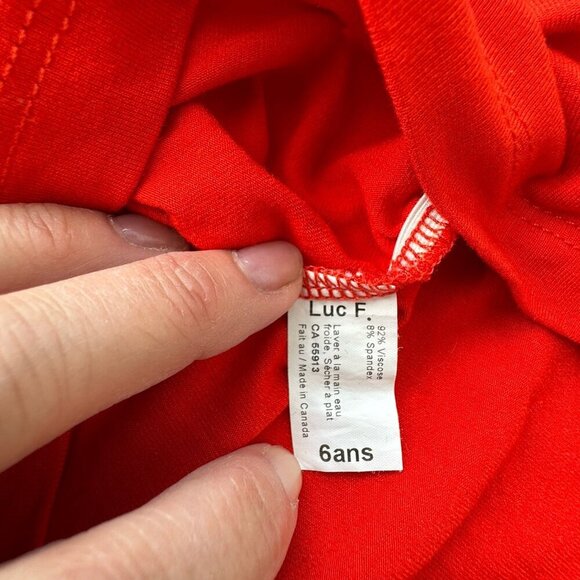 Luc F.
92% Viscose
8% Spandex
Laver à la main eau
froide, Sécher à plat
CA 55913
Fait au / Made in Canada
6ans